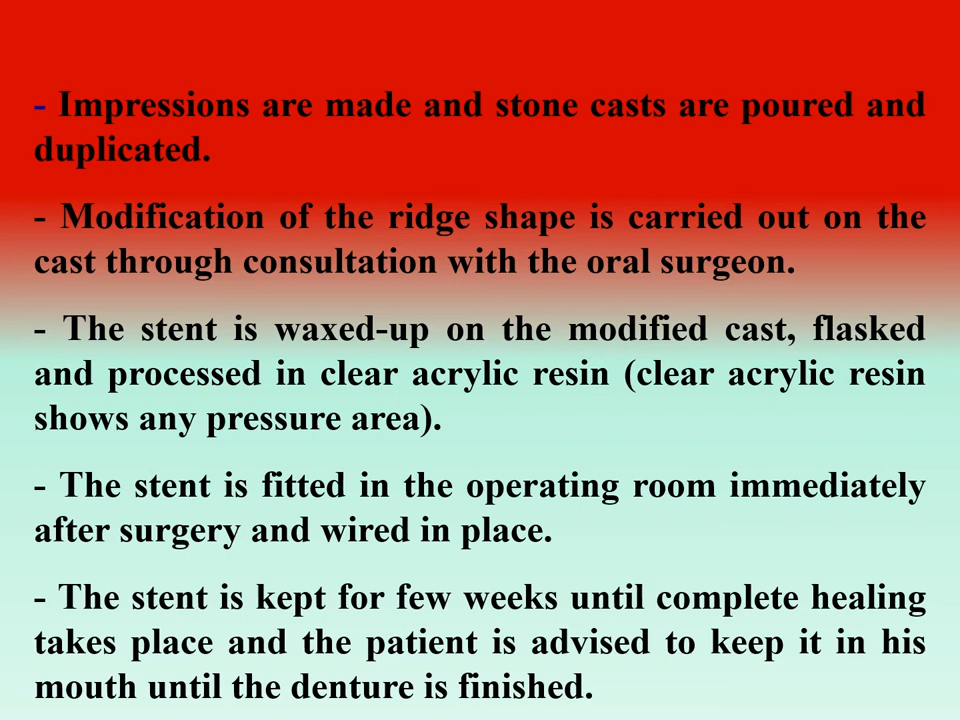 - Impressions are made and stone casts are poured and
duplicated.
- Modification of the ridge shape is carried out on the
cast through consultation with the oral surgeon.
- The stent is waxed-up on the modified cast, flasked
and processed in clear acrylic resin (clear acrylic resin
shows any pressure area).
- The stent is fitted in the operating room immediately
after surgery and wired in place.
- The stent is kept for few weeks until complete healing
takes place and the patient is advised to keep it in his
mouth until the denture is finished.